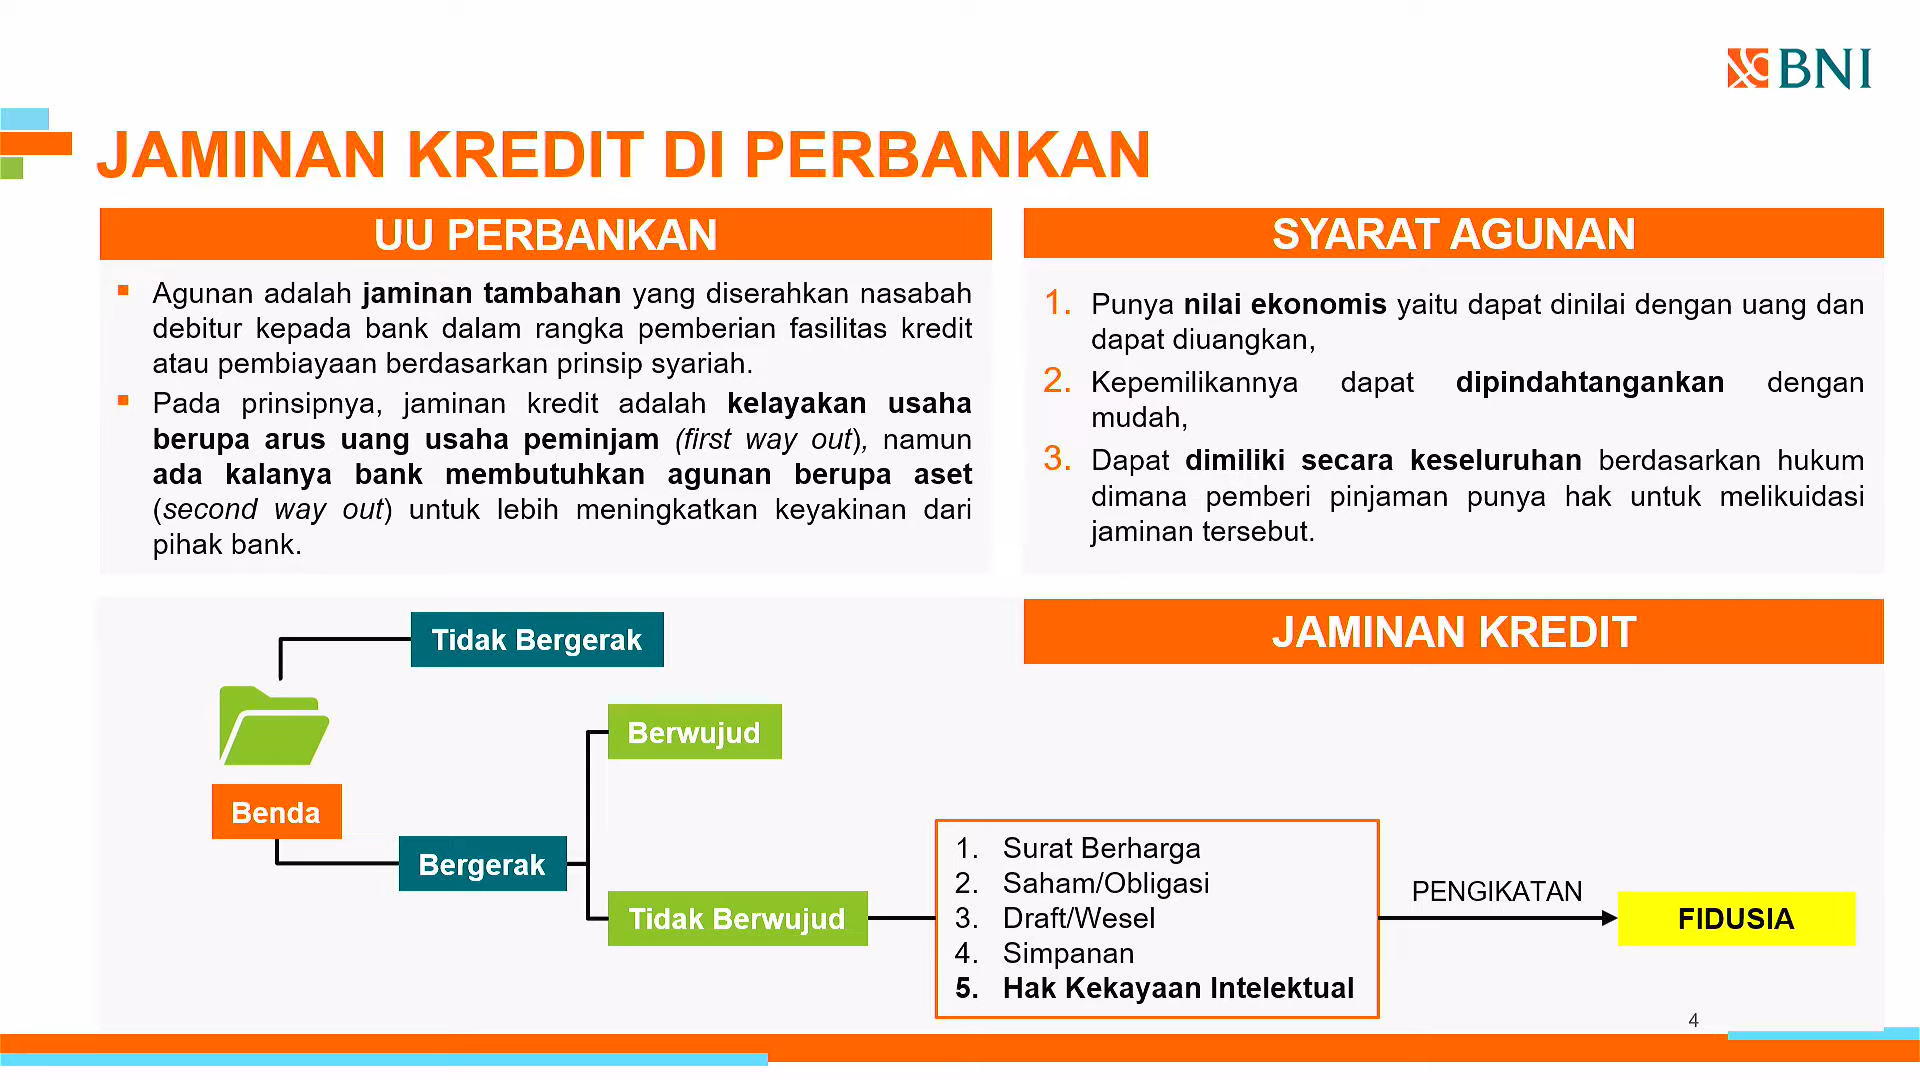 BNI
JAMINAN KREDIT DI PERBANKAN
UU PERBANKAN
▪ Agunan adalah jaminan tambahan yang diserahkan nasabah
debitur kepada bank dalam rangka pemberian fasilitas kredit
atau pembiayaan berdasarkan prinsip syariah.
▪ Pada prinsipnya, jaminan kredit adalah kelayakan usaha
berupa arus uang usaha peminjam (first way out), namun
ada kalanya bank membutuhkan agunan berupa aset
(second way out) untuk lebih meningkatkan keyakinan dari
pihak bank.
SYARAT AGUNAN
1. Punya nilai ekonomis yaitu dapat dinilai dengan uang dan
dapat diuangkan,
2. Kepemilikannya dapat dipindahtangankan dengan
mudah,
3. Dapat dimiliki secara keseluruhan berdasarkan hukum
dimana pemberi pinjaman punya hak untuk melikuidasi
jaminan tersebut.
JAMINAN KREDIT
Tidak Bergerak
Berwujud
Benda
Bergerak
Tidak Berwujud
1. Surat Berharga
2. Saham/Obligasi
3. Draft/Wesel
4. Simpanan
5. Hak Kekayaan Intelektual
PENGIKATAN
FIDUSIA
4